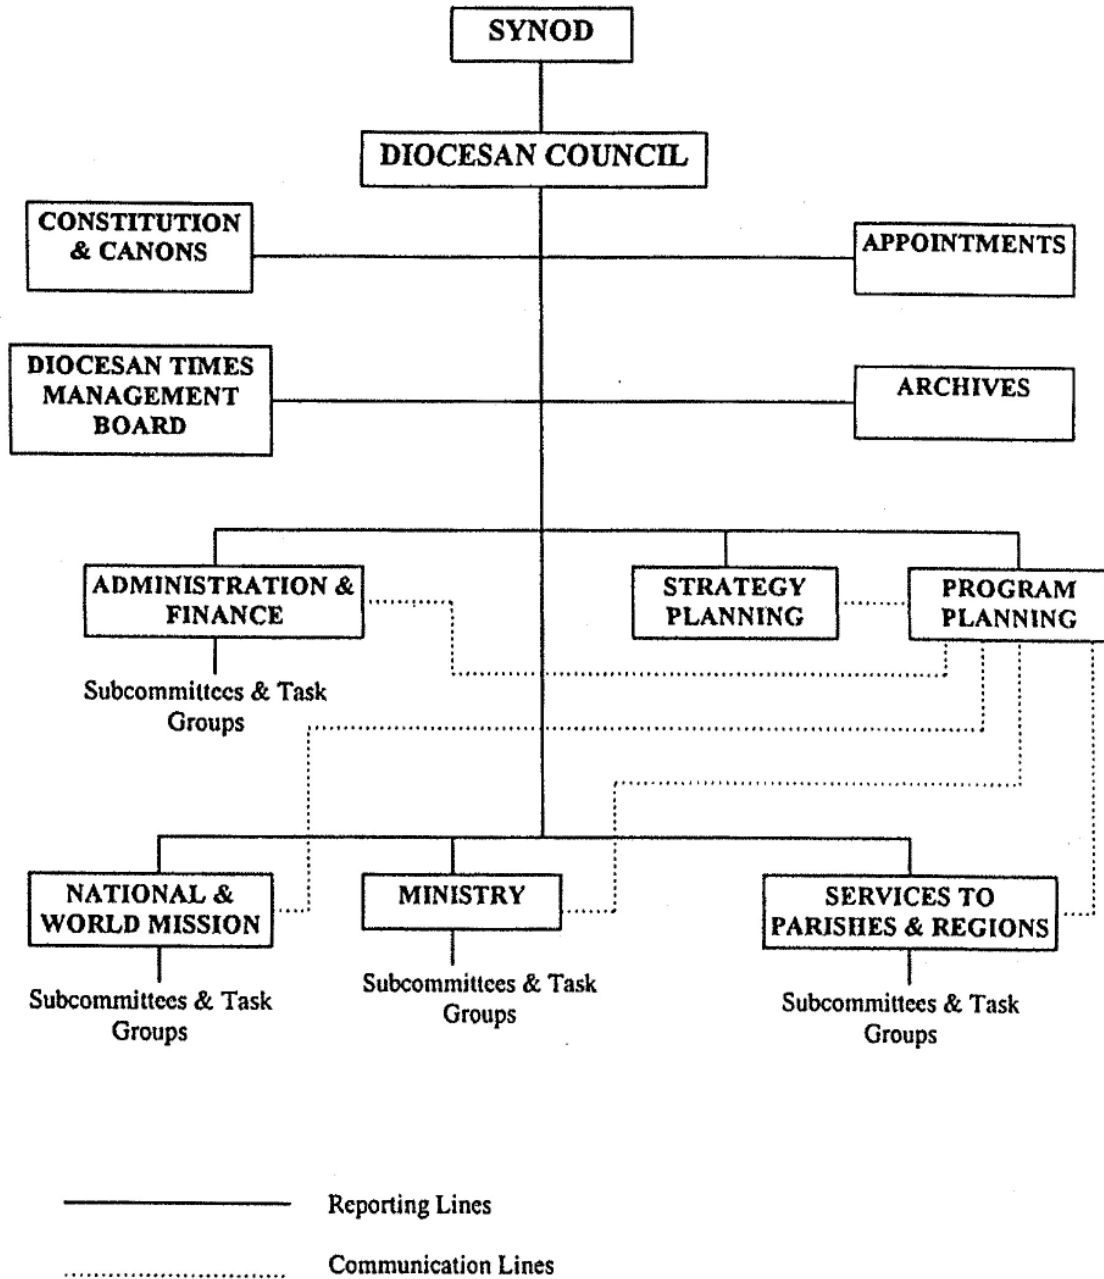 SYNOD
DIOCESAN COUNCIL
CONSTITUTION
& CANONS
APPOINTMENTS
DIOCESAN TIMES
MANAGEMENT
BOARD
ARCHIVES
ADMINISTRATION &
FINANCE
STRATEGY
PLANNING
PROGRAM
PLANNING
Subcommittees & Task
Groups
NATIONAL &
WORLD MISSION
MINISTRY
SERVICES TO
PARISHES & REGIONS
Subcommittees & Task
Groups
Subcommittees & Task
Groups
Subcommittees & Task
Groups
Reporting Lines
Communication Lines